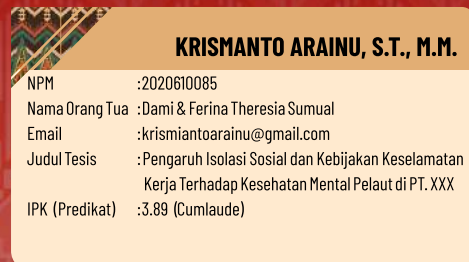 KRISMANTO ARAINU, S.T., M.M.
NPM :2020610085
Nama Orang Tua :Dami & Ferina Theresia Sumual
Email :krismiantoarainu@gmail.com
Judul Tesis :Pengaruh Isolasi Sosial dan Kebijakan Keselamatan
Kerja Terhadap Kesehatan Mental Pelaut di PT. XXX
IPK (Predikat) :3.89 (Cumlaude)